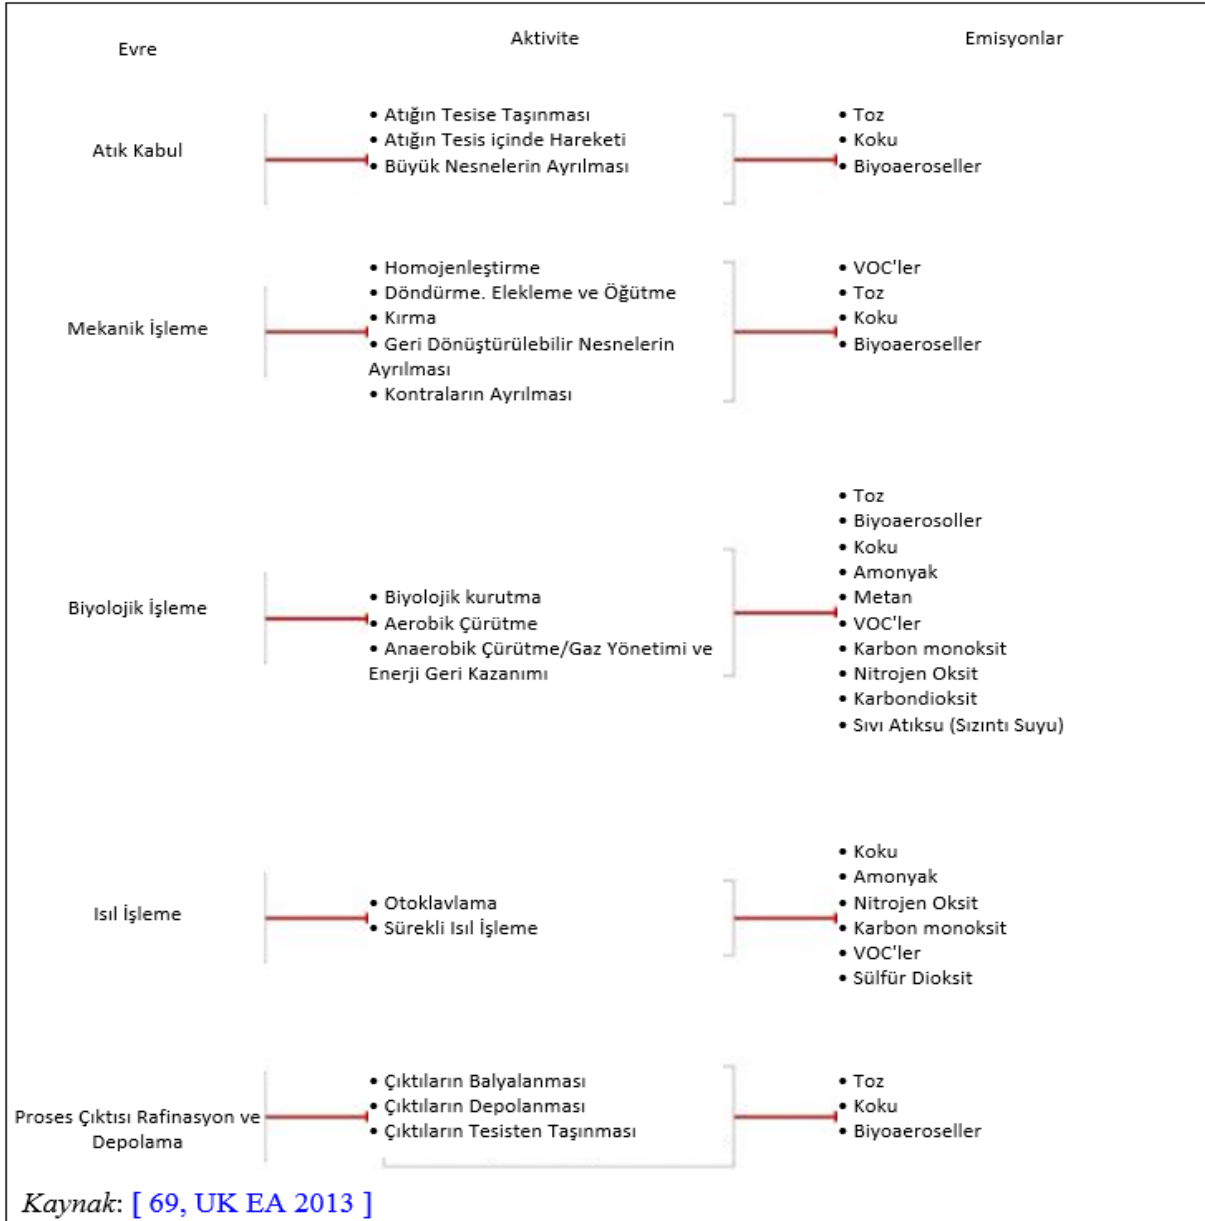 Evre
Aktivite
Emisyonlar
Atık Kabul
• Atığın Tesise Taşınması
• Atığın Tesis içinde Hareketi
• Büyük Nesnelerin Ayrılması
• Toz
• Koku
• Biyoaeroseller
Mekanik İşleme
• Homojenleştirme
• Döndürme. Elekleme ve Öğütme
• Kırma
• Geri Dönüştürülebilir Nesnelerin
Ayrılması
• Kontraların Ayrılması
• VOC'ler
• Toz
• Koku
• Biyoaeroseller
Biyolojik İşleme
• Biyolojik kurutma
• Aerobik Çürütme
• Anaerobik Çürütme/Gaz Yönetimi ve
Enerji Geri Kazanımı
• Toz
• Biyoaerosoller
• Koku
• Amonyak
• Metan
• VOC'ler
• Karbon monoksit
• Nitrojen Oksit
• Karbondioksit
• Sıvı Atıksu (Sızıntı Suyu)
Isıl İşleme
• Otoklavlama
• Sürekli Isıl İşleme
• Koku
• Amonyak
• Nitrojen Oksit
• Karbon monoksit
• VOC'ler
• Sülfür Dioksit
Proses Çıktısı Rafinasyon ve
Depolama
• Çıktıların Balyalanması
• Çıktıların Depolanması
• Çıktıların Tesisten Taşınması
• Toz
• Koku
• Biyoaeroseller
Kaynak: [ 69, UK EA 2013 ]